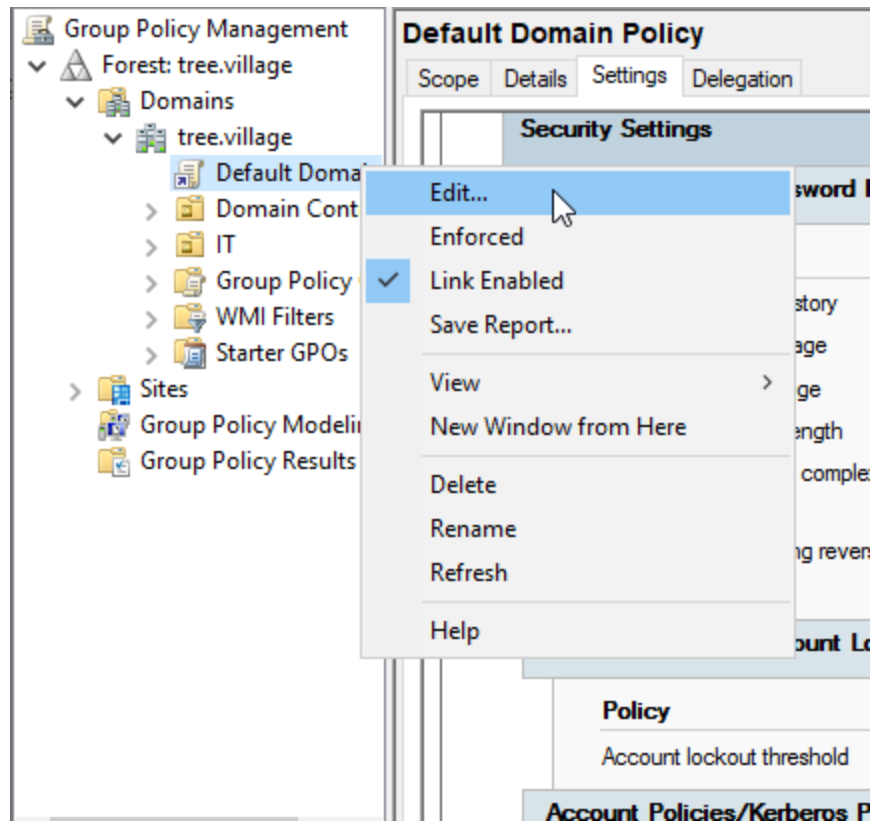 Group Policy Management
Forest: tree.village
Domains
tree.village
Default Domai
Domain Cont
IT
Group Policy
WMI Filters
Starter GPOs
Sites
Group Policy Modelin
Group Policy Results
Default Domain Policy
Scope Details Settings Delegation
Security Settings
Edit...
Enforced
Link Enabled
Save Report...
View
New Window from Here
Delete
Rename
Refresh
Help
sword
story
age
ge
ength
comple
ng revers
ount Lo
Policy
Account lockout threshold
Account Policies/Kerberos P